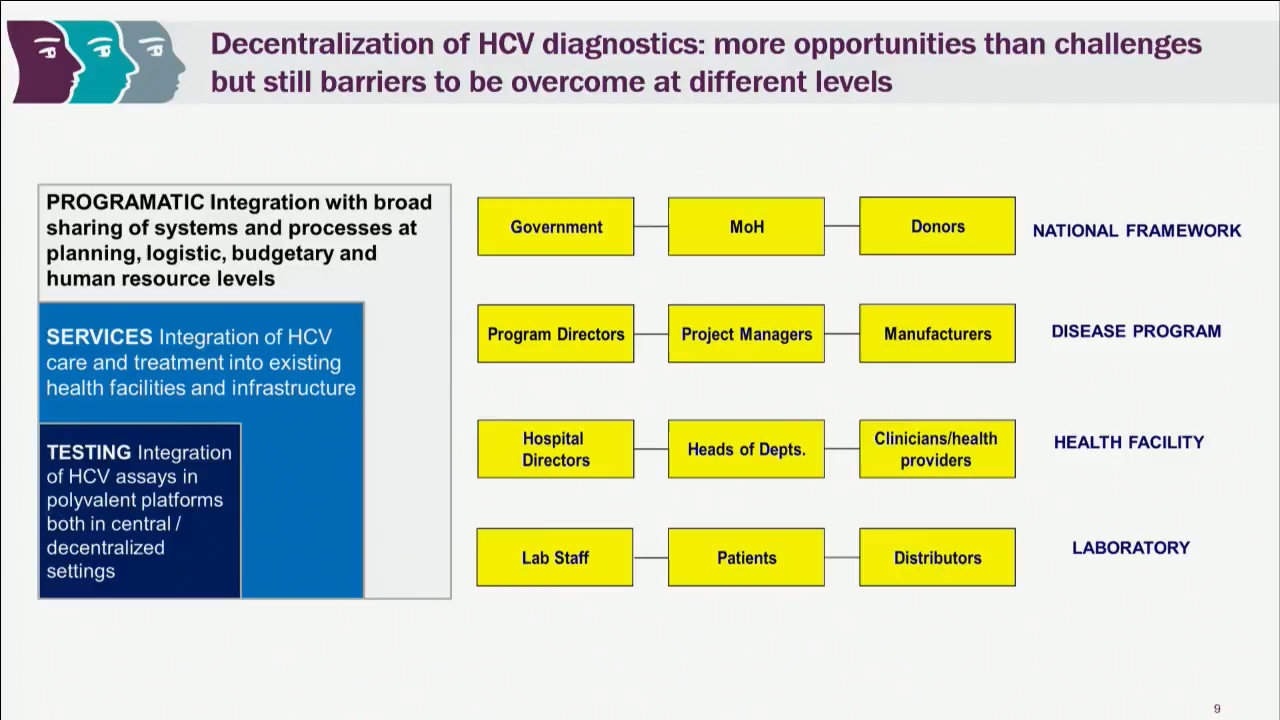 Decentralization of HCV diagnostics: more opportunities than challenges
but still barriers to be overcome at different levels
PROGRAMATIC Integration with broad
sharing of systems and processes at
planning, logistic, budgetary and
human resource levels
SERVICES Integration of HCV
care and treatment into existing
health facilities and infrastructure
TESTING Integration
of HCV assays in
polyvalent platforms
both in central /
decentralized
settings
Government
MoH
Donors
NATIONAL FRAMEWORK
Program Directors
Project Managers
Manufacturers
DISEASE PROGRAM
Hospital
Directors
Heads of Depts.
Clinicians/health
providers
HEALTH FACILITY
Lab Staff
Patients
Distributors
LABORATORY
9